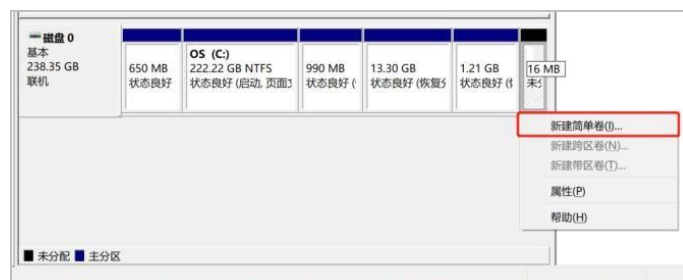 磁盘 0
基本
238.35 GB
联机
650 MB
状态良好
OS (C:)
222.22 GB NTFS
状态良好 (启动, 页面文
990 MB
状态良好 (
13.30 GB
状态良好 (恢复分
1.21 GB
状态良好 (
16 MB
未分
新建简单卷(I)...
新建跨区卷(N)...
新建带区卷(T)...
属性(P)
帮助(H)
未分配 主分区